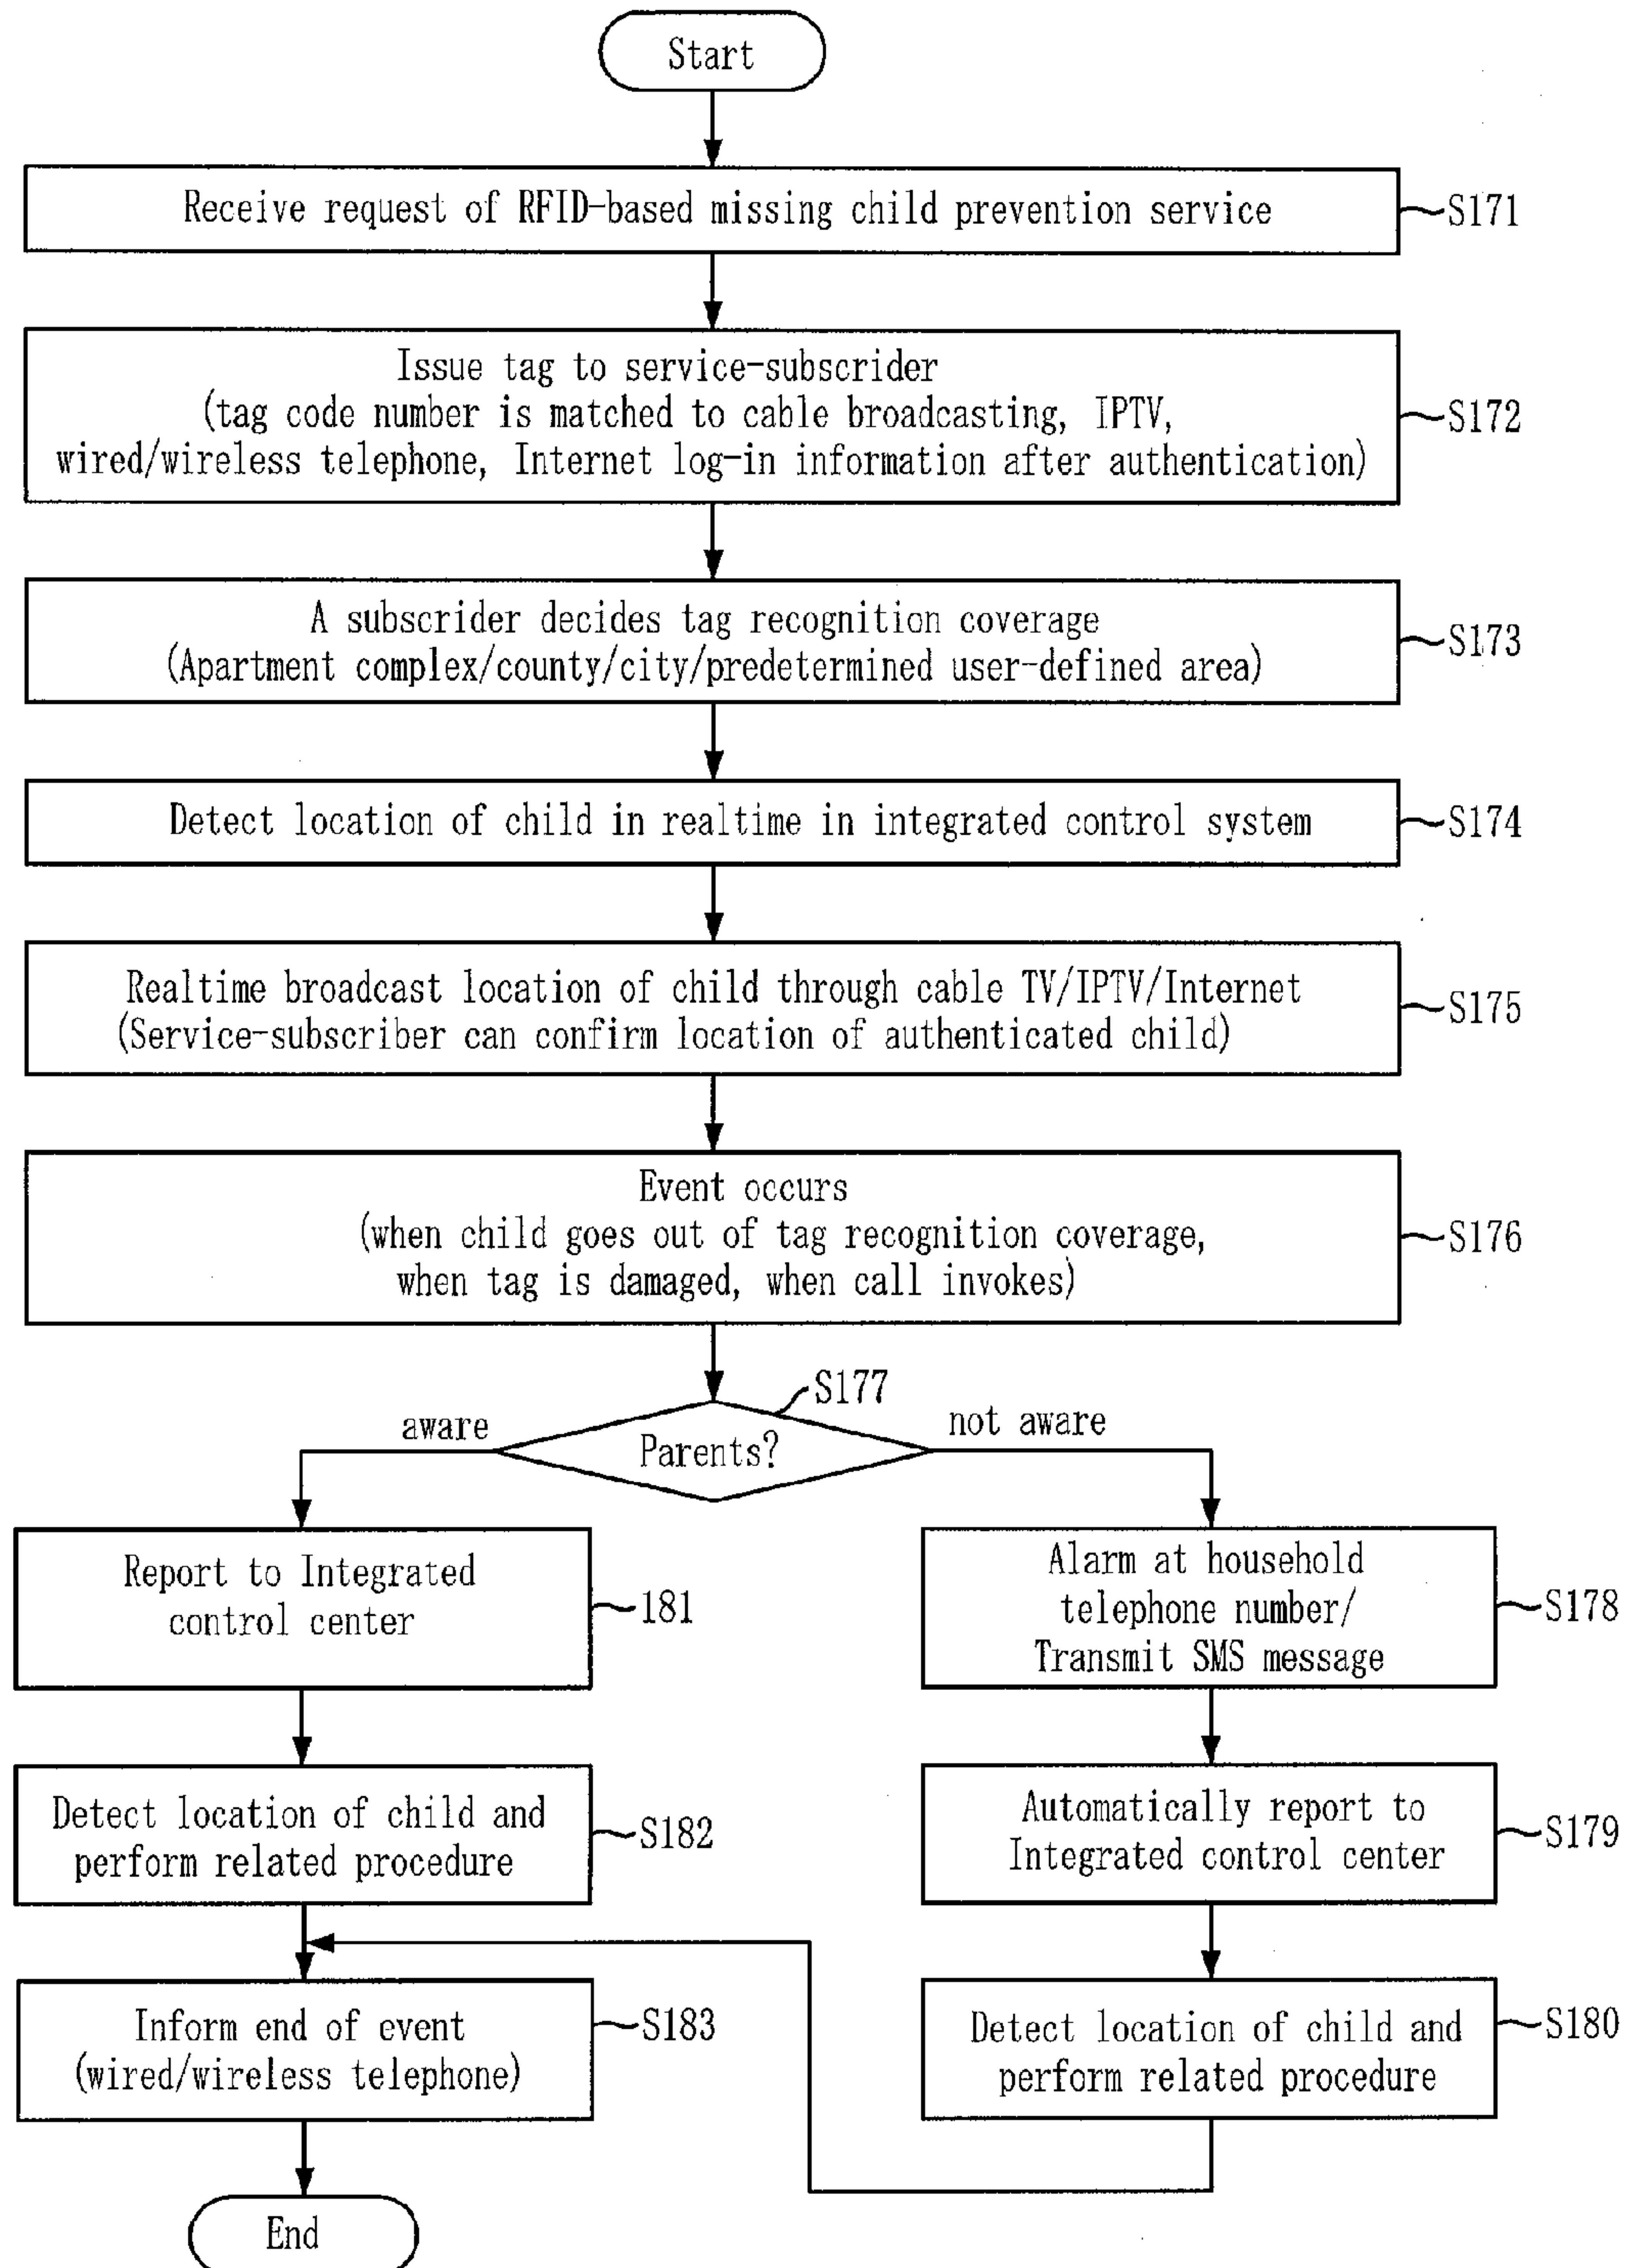 Start
Receive request of RFID-based missing child prevention service
S171
Issue tag to service-subscrider
(tag code number is matched to cable broadcasting, IPTV,
wired/wireless telephone, Internet log-in information after authentication)
S172
A subscrider decides tag recognition coverage
(Apartment complex/county/city/predetermined user-defined area)
S173
Detect location of child in realtime in integrated control system
S174
Realtime broadcast location of child through cable TV/IPTV/Internet
(Service-subscriber can confirm location of authenticated child)
S175
Event occurs
(when child goes out of tag recognition coverage,
when tag is damaged, when call invokes)
S176
S177
aware
Parents?
not aware
Report to Integrated
control center
181
Alarm at household
telephone number/
Transmit SMS message
S178
Detect location of child and
perform related procedure
S182
Automatically report to
Integrated control center
S179
Inform end of event
(wired/wireless telephone)
S183
Detect location of child and
perform related procedure
S180
End